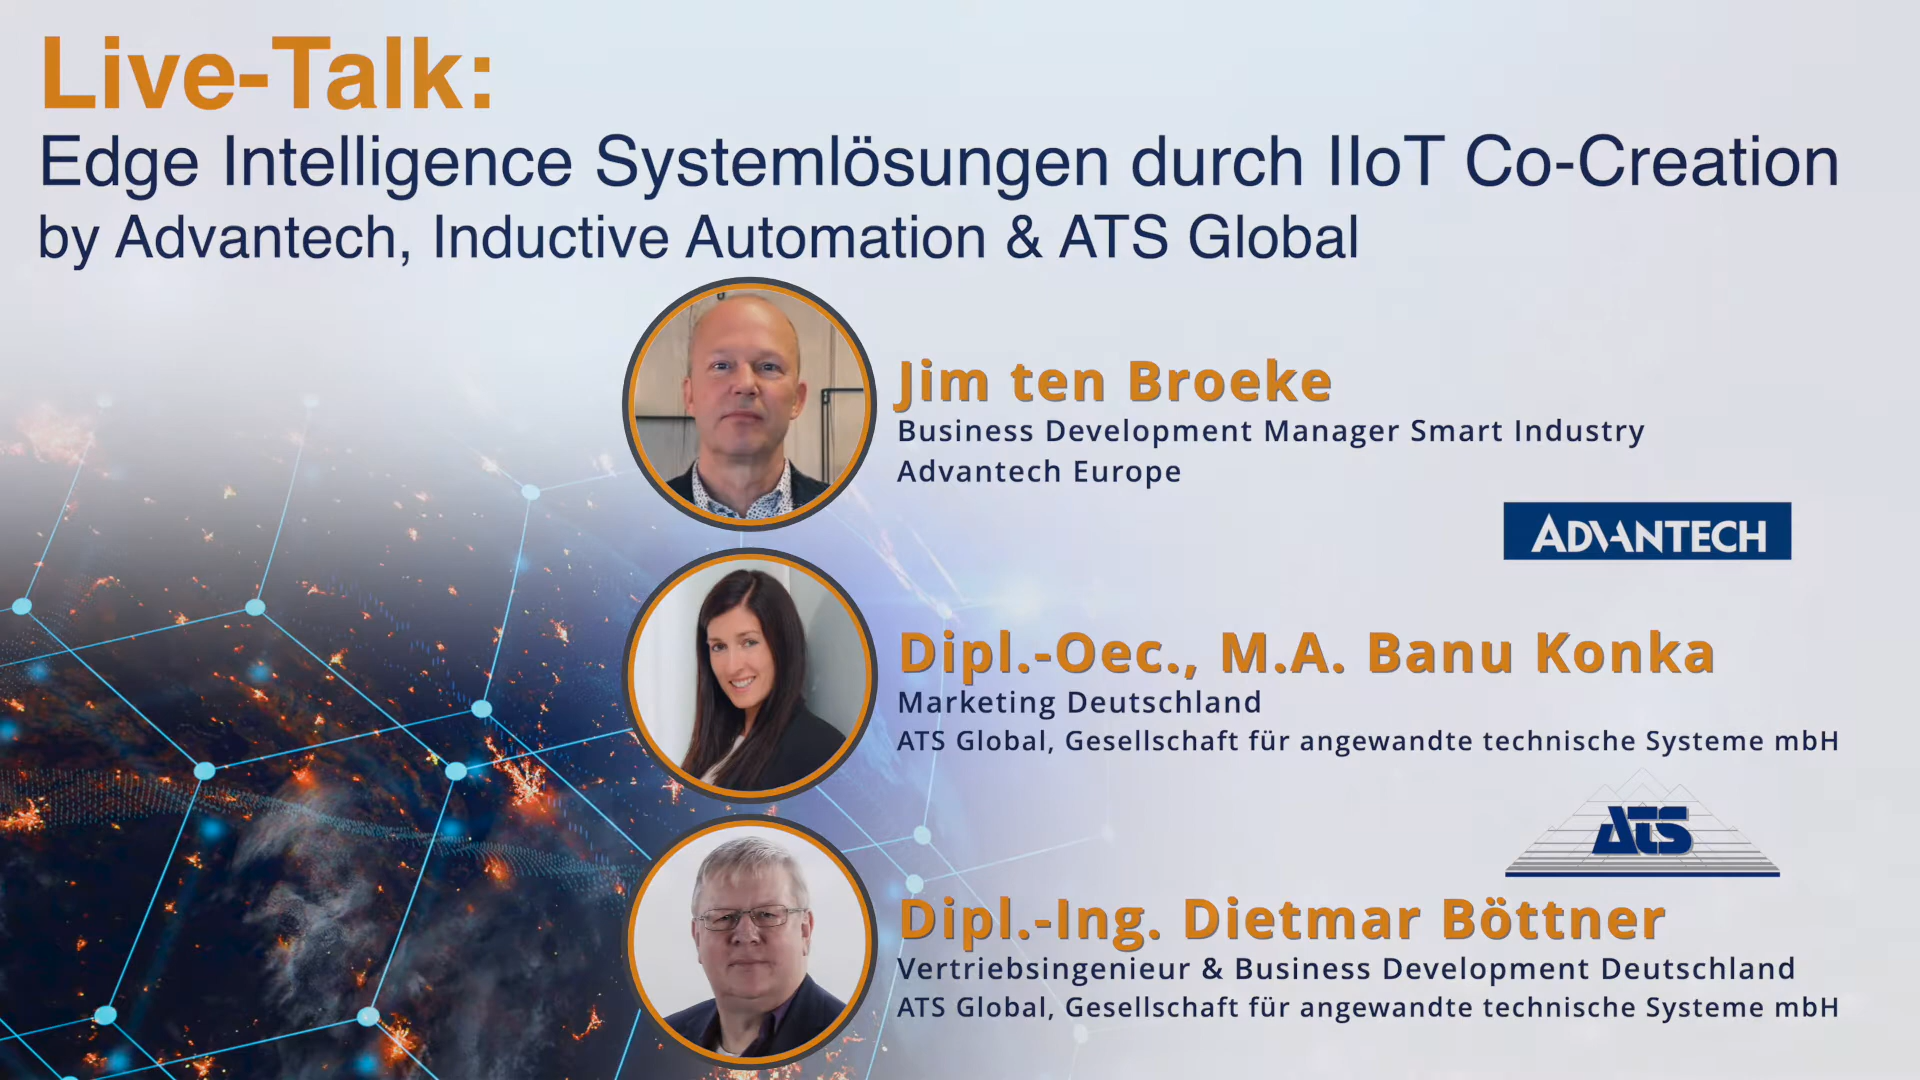 Live-Talk:
Edge Intelligence Systemlösungen durch IIoT Co-Creation
by Advantech, Inductive Automation & ATS Global
Jim ten Broeke
Business Development Manager Smart Industry
Advantech Europe
ADVANTECH
Dipl.-Oec., M.A. Banu Konka
Marketing Deutschland
ATS Global, Gesellschaft für angewandte technische Systeme mbH
ATS
Dipl.-Ing. Dietmar Böttner
Vertriebsingenieur & Business Development Deutschland
ATS Global, Gesellschaft für angewandte technische Systeme mbH